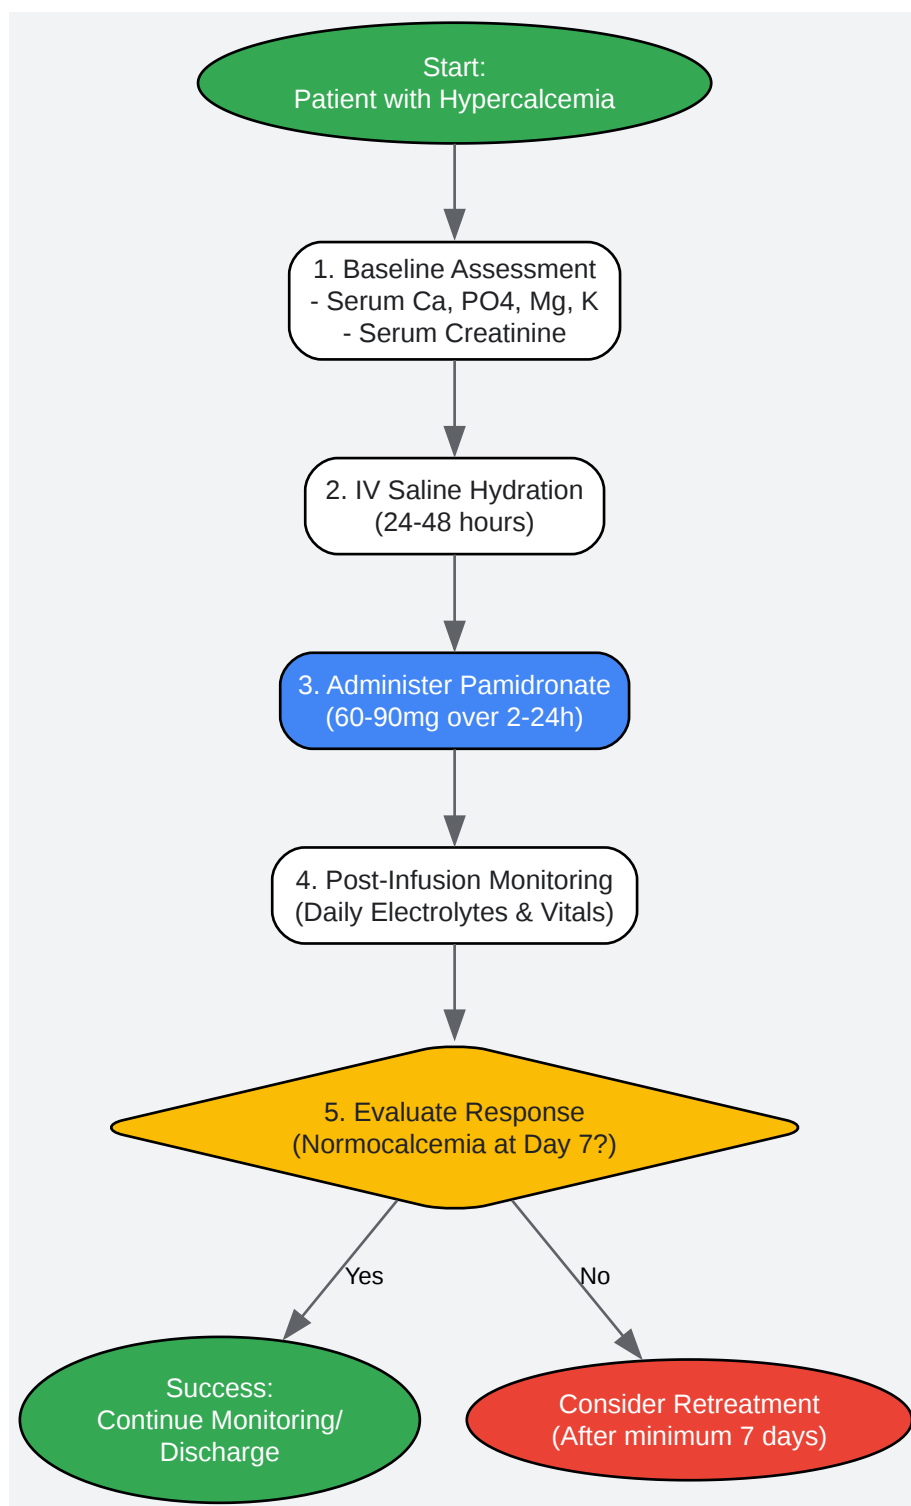 Start:
Patient with Hypercalcemia
1. Baseline Assessment
- Serum Ca, PO4, Mg, K
- Serum Creatinine
2. IV Saline Hydration
(24-48 hours)
3. Administer Pamidronate
(60-90mg over 2-24h)
4. Post-Infusion Monitoring
(Daily Electrolytes & Vitals)
5. Evaluate Response
(Normocalcemia at Day 7?)
Yes
No
Success:
Continue Monitoring/
Discharge
Consider Retreatment
(After minimum 7 days)